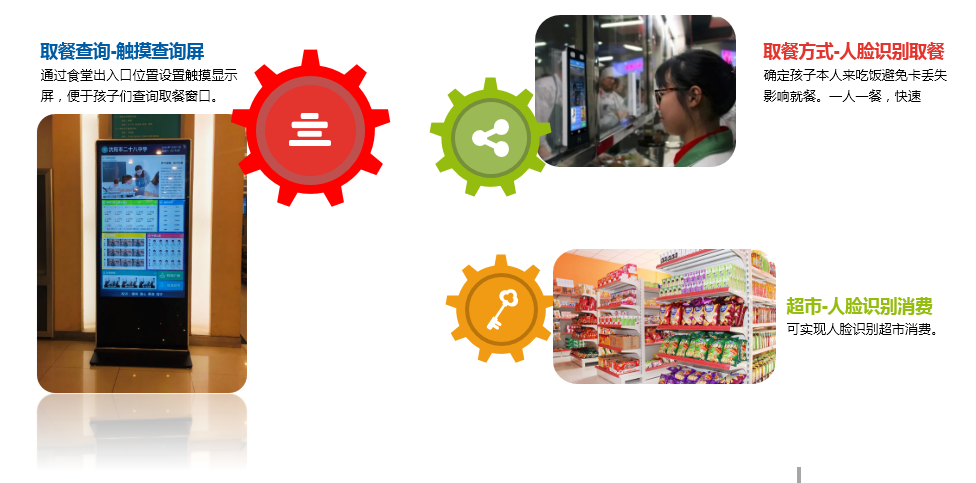 取餐查询-触摸查询屏
通过食堂出入口位置设置触摸显示
屏，便于孩子们查询取餐窗口。
取餐方式-人脸识别取餐
确定孩子本人来吃饭避免卡丢失
影响就餐。一人一餐，快速
超市-人脸识别消费
可实现人脸识别超市消费。